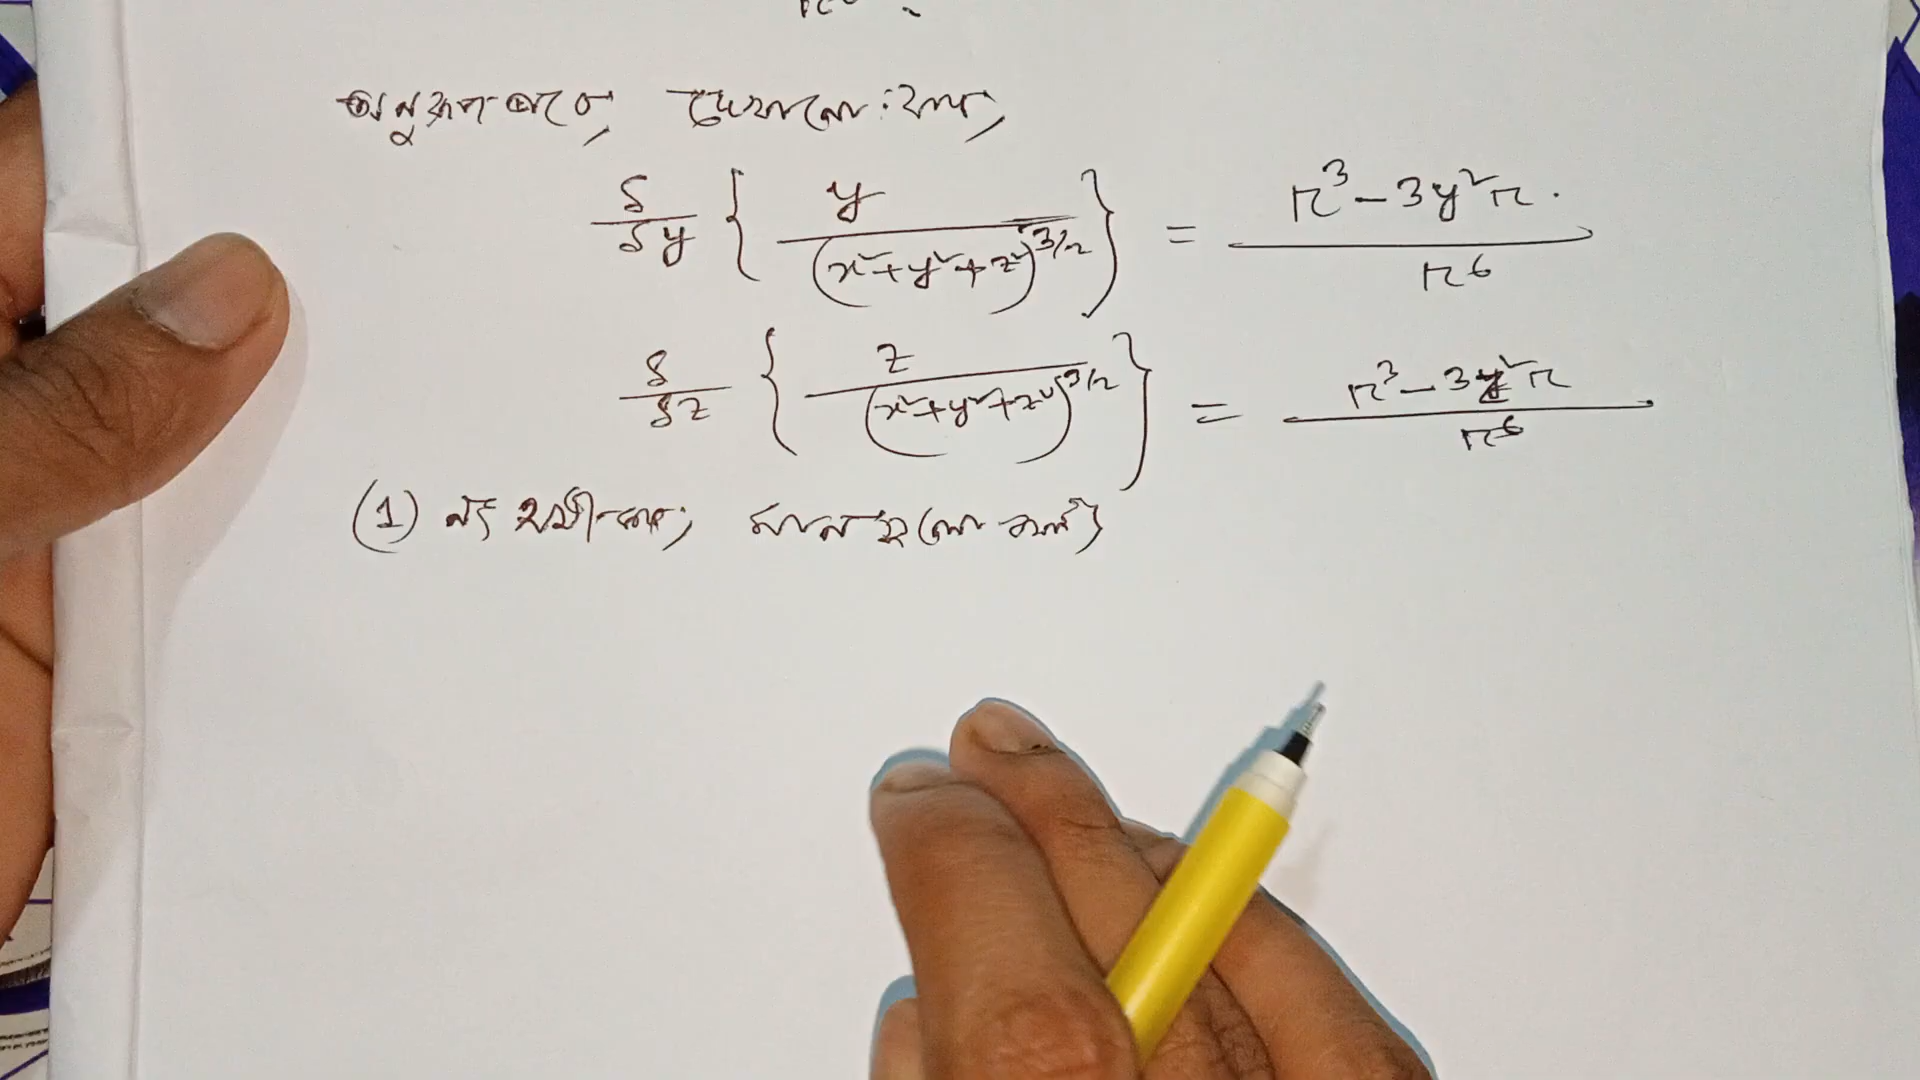 অনুরূপ ভাবে, দেখানো যায়,
δ/δy { y / (x²+y²+z²)^3/2 } = r³ - 3y²r / r⁶
δ/δz { z / (x²+y²+z²)^3/2 } = r³ - 3z²r / r⁶
(1) নং সমীকরণে, মান গুলো বসাই